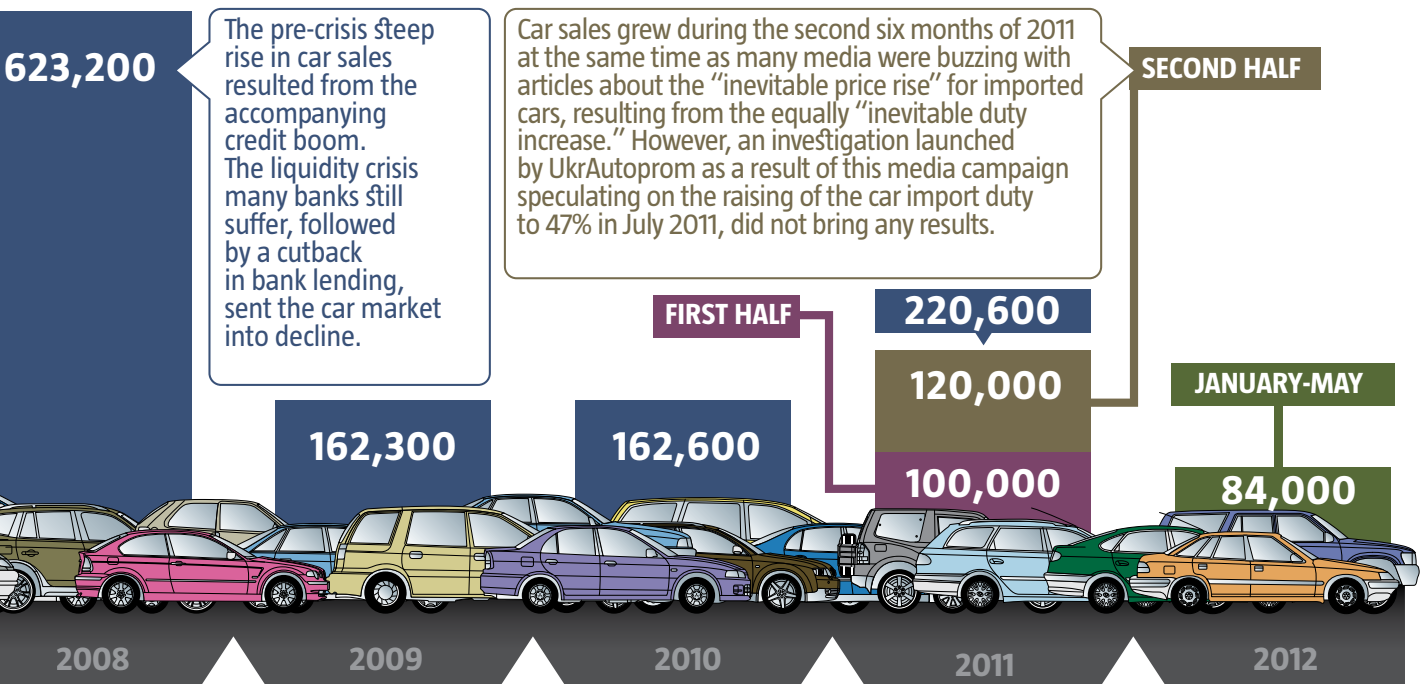 623,200
The pre-crisis steep
rise in car sales
resulted from the
accompanying
credit boom.
The liquidity crisis
many banks still
suffer, followed
by a cutback
in bank lending,
sent the car market
into decline.
Car sales grew during the second six months of 2011
at the same time as many media were buzzing with
articles about the “inevitable price rise” for imported
cars, resulting from the equally “inevitable duty
increase.” However, an investigation launched
by UkrAutoprom as a result of this media campaign
speculating on the raising of the car import duty
to 47% in July 2011, did not bring any results.
SECOND HALF
FIRST HALF
220,600
120,000
JANUARY-MAY
162,300
162,600
100,000
84,000
2008
2009
2010
2011
2012